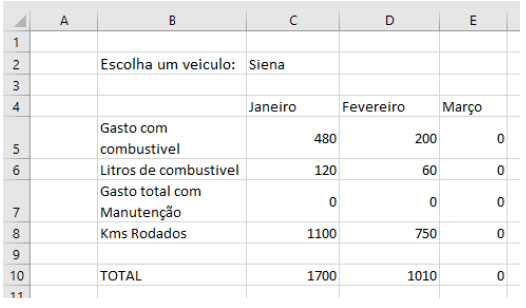 A B C D E
1
2 Escolha um veiculo: Siena
3
4 Janeiro Fevereiro Março
Gasto com
5 combustivel 480 200 0
6 Litros de combustivel 120 60 0
Gasto total com
7 Manutenção 0 0 0
8 Kms Rodados 1100 750 0
9
10 TOTAL 1700 1010 0
11